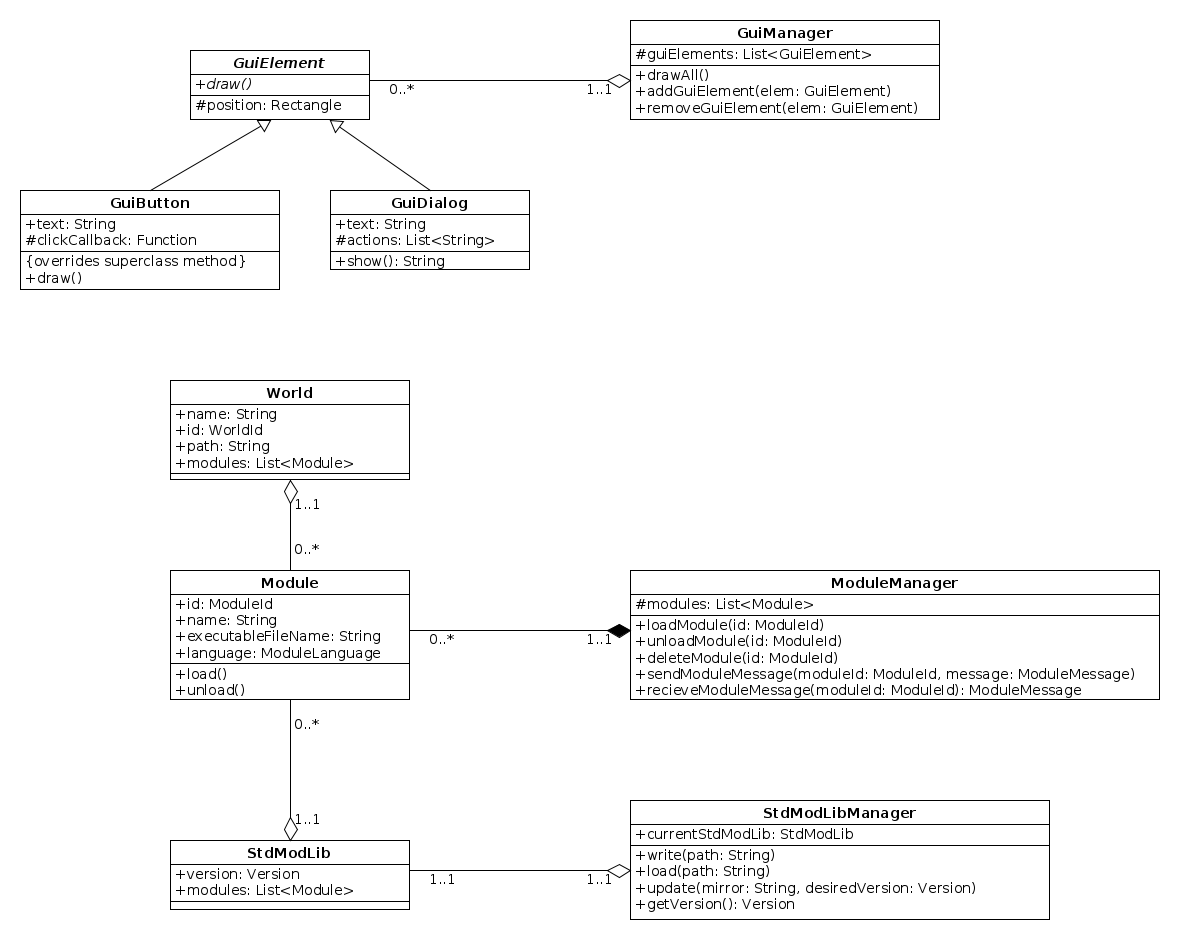 GuiManager
#guiElements: List<GuiElement>
+drawAll()
+addGuiElement(elem: GuiElement)
+removeGuiElement(elem: GuiElement)
GuiElement
+draw()
#position: Rectangle
0..*
1..1
GuiButton
+text: String
#clickCallback: Function
{overrides superclass method}
+draw()
GuiDialog
+text: String
#actions: List<String>
+show(): String
World
+name: String
+id: WorldId
+path: String
+modules: List<Module>
1..1
0..*
Module
+id: ModuleId
+name: String
+executableFileName: String
+language: ModuleLanguage
+load()
+unload()
0..*
1..1
ModuleManager
#modules: List<Module>
+loadModule(id: ModuleId)
+unloadModule(id: ModuleId)
+deleteModule(id: ModuleId)
+sendModuleMessage(moduleId: ModuleId, message: ModuleMessage)
+recieveModuleMessage(moduleId: ModuleId): ModuleMessage
0..*
1..1
StdModLib
+version: Version
+modules: List<Module>
1..1
1..1
StdModLibManager
+currentStdModLib: StdModLib
+write(path: String)
+load(path: String)
+update(mirror: String, desiredVersion: Version)
+getVersion(): Version